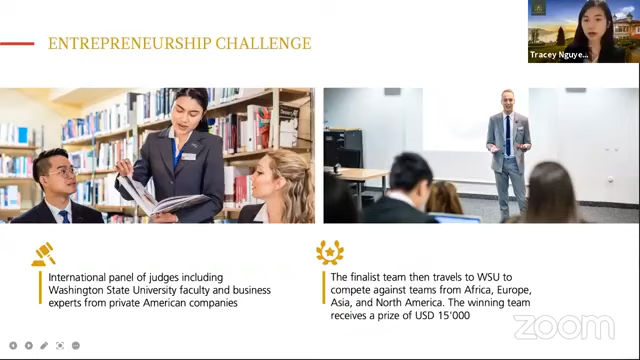 ENTREPRENEURSHIP CHALLENGE
Tracey Nguye...
International panel of judges including
Washington State University faculty and business
experts from private American companies
The finalist team then travels to WSU to
compete against teams from Africa, Europe,
Asia, and North America. The winning team
receives a prize of USD 15'000
zoom